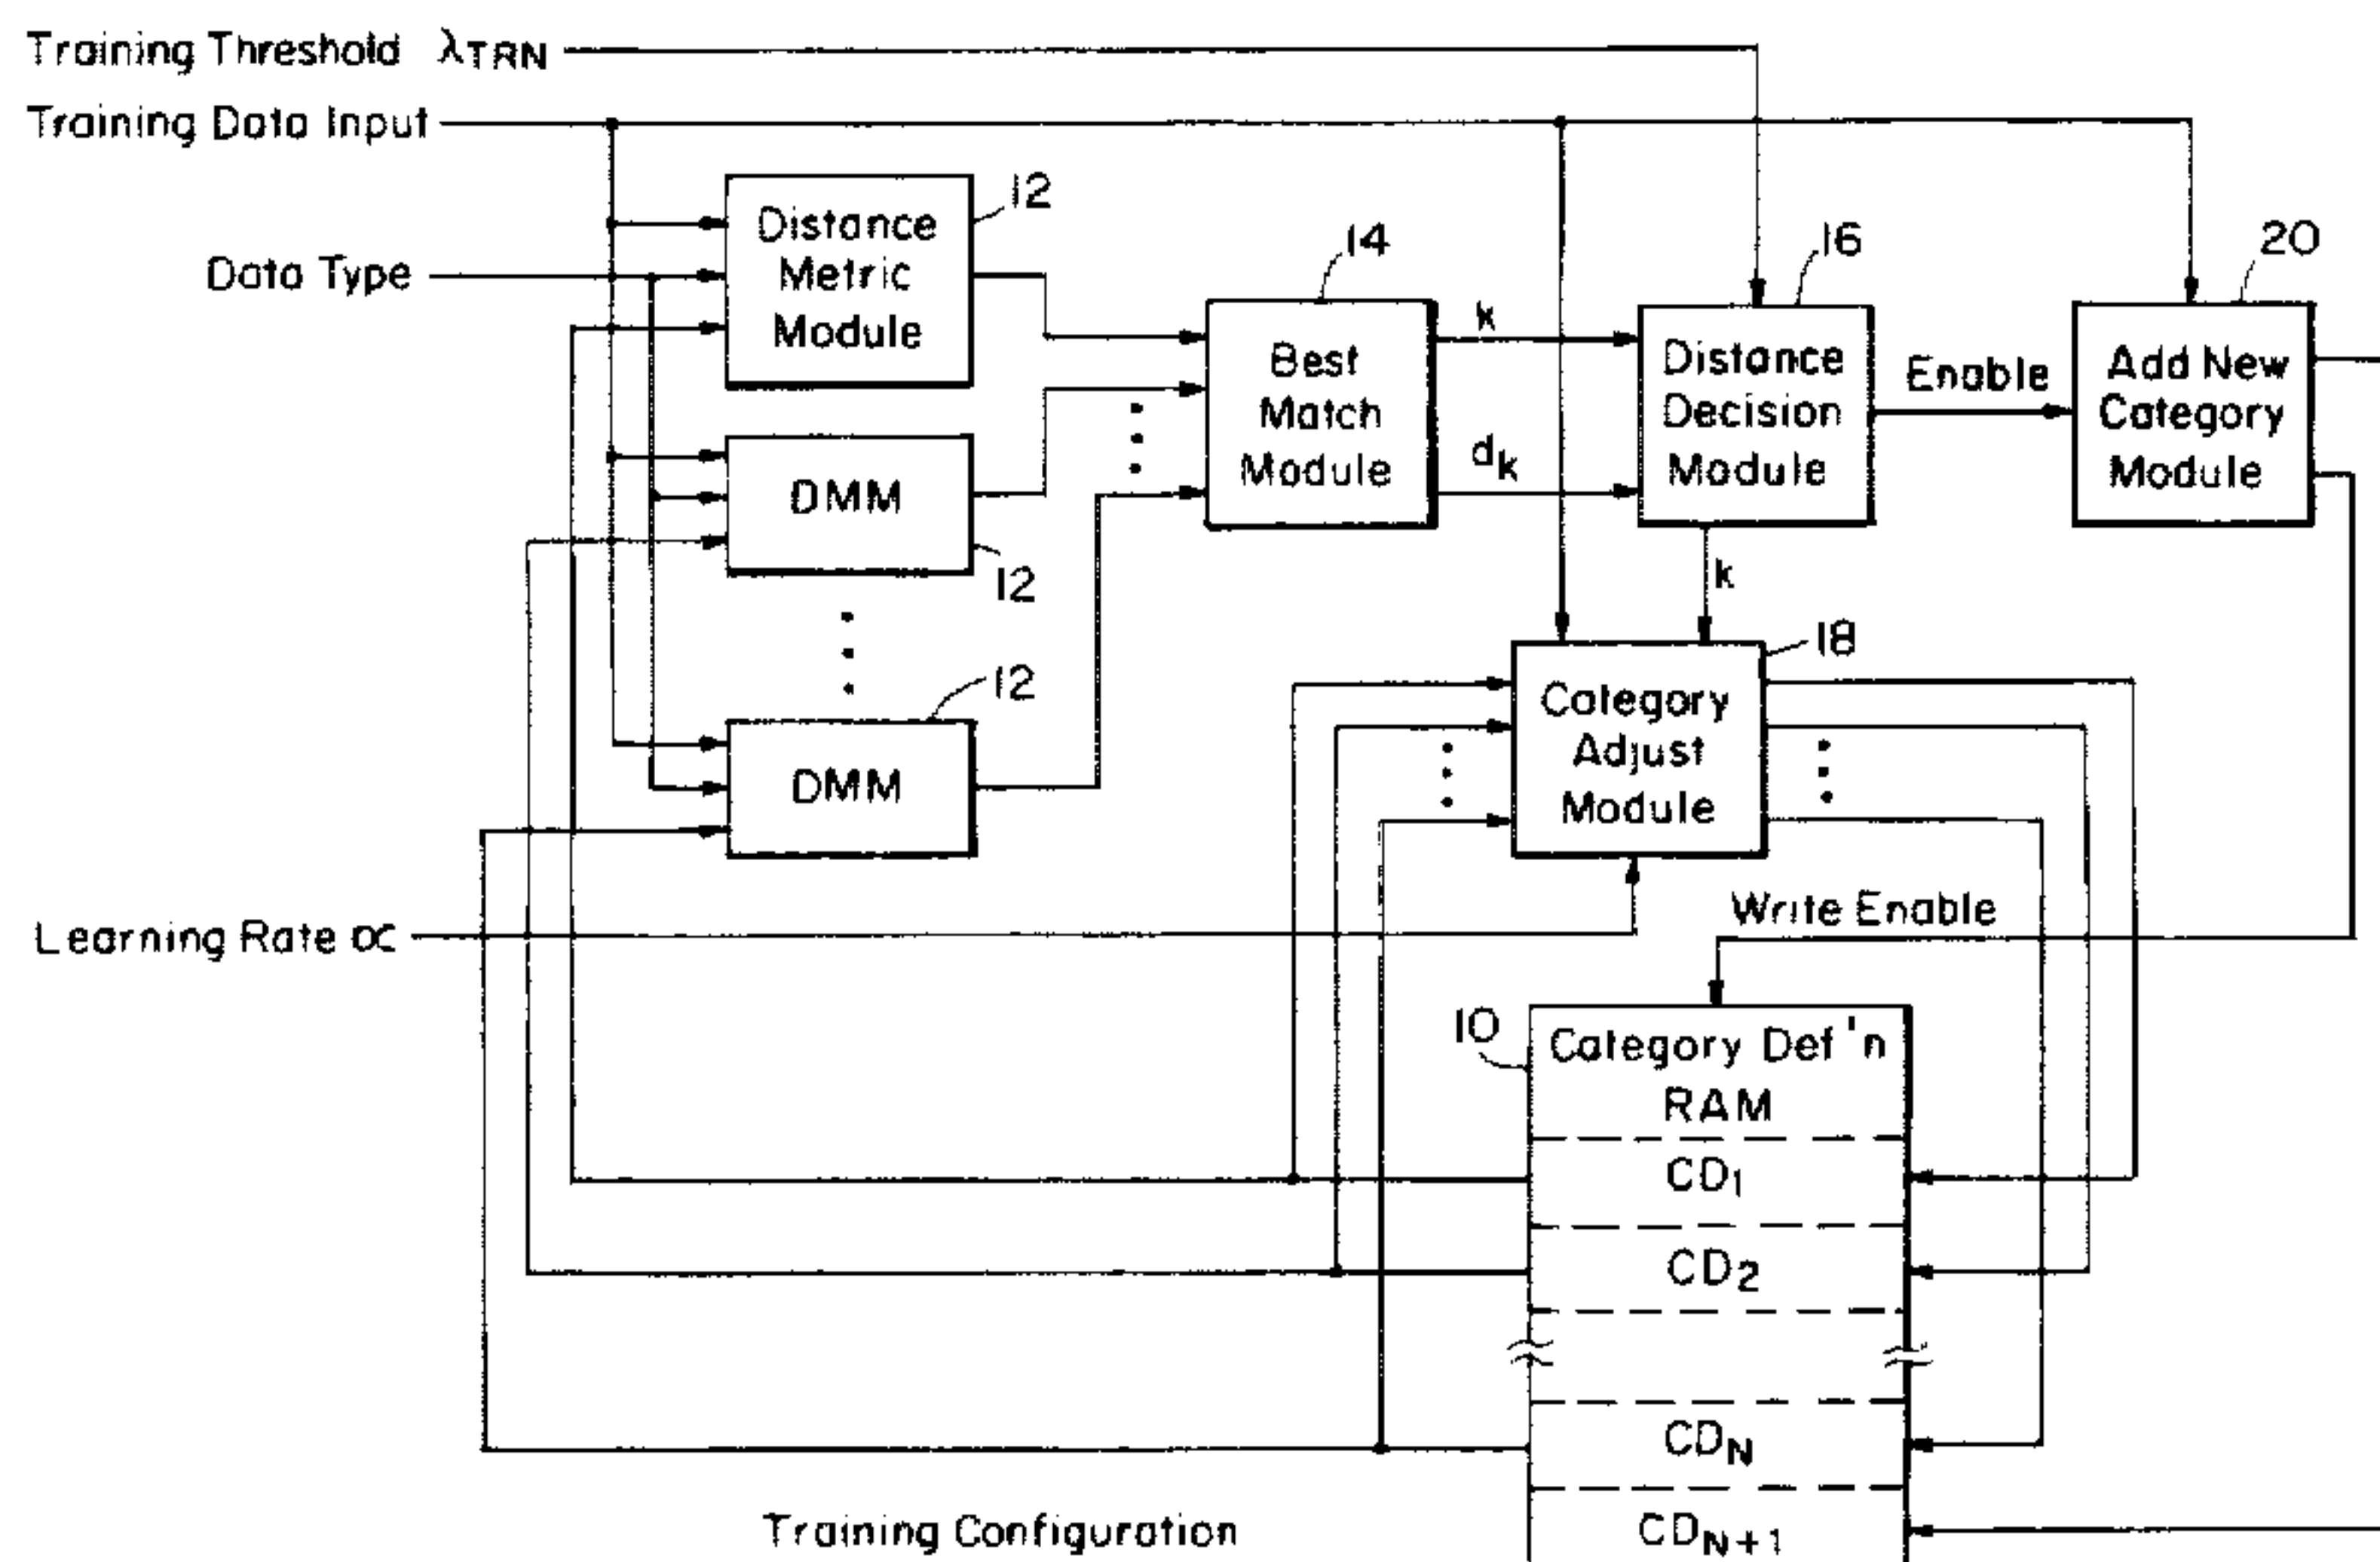 Training Threshold λTRN
Training Data Input
Data Type
Distance
Metric
Module
12
DMM
12
DMM
12
Best
Match
Module
14
k
dk
Distance
Decision
Module
16
Enable
Add New
Category
Module
20
k
Category
Adjust
Module
18
Learning Rate ∝
Write Enable
10
Category Def'n
RAM
CD1
CD2
CDN
CDN+1
Training Configuration